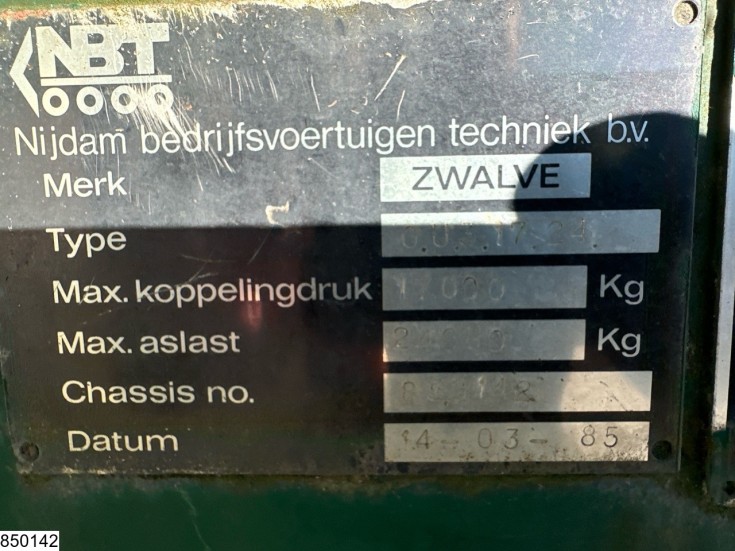 NBT
Nijdam bedrijfsvoertuigen techniek b.v.
Merk ZWALVE
Type
Max. koppelingdruk 17000 Kg
Max. aslast Kg
Chassis no.
Datum 14-03-85
850142